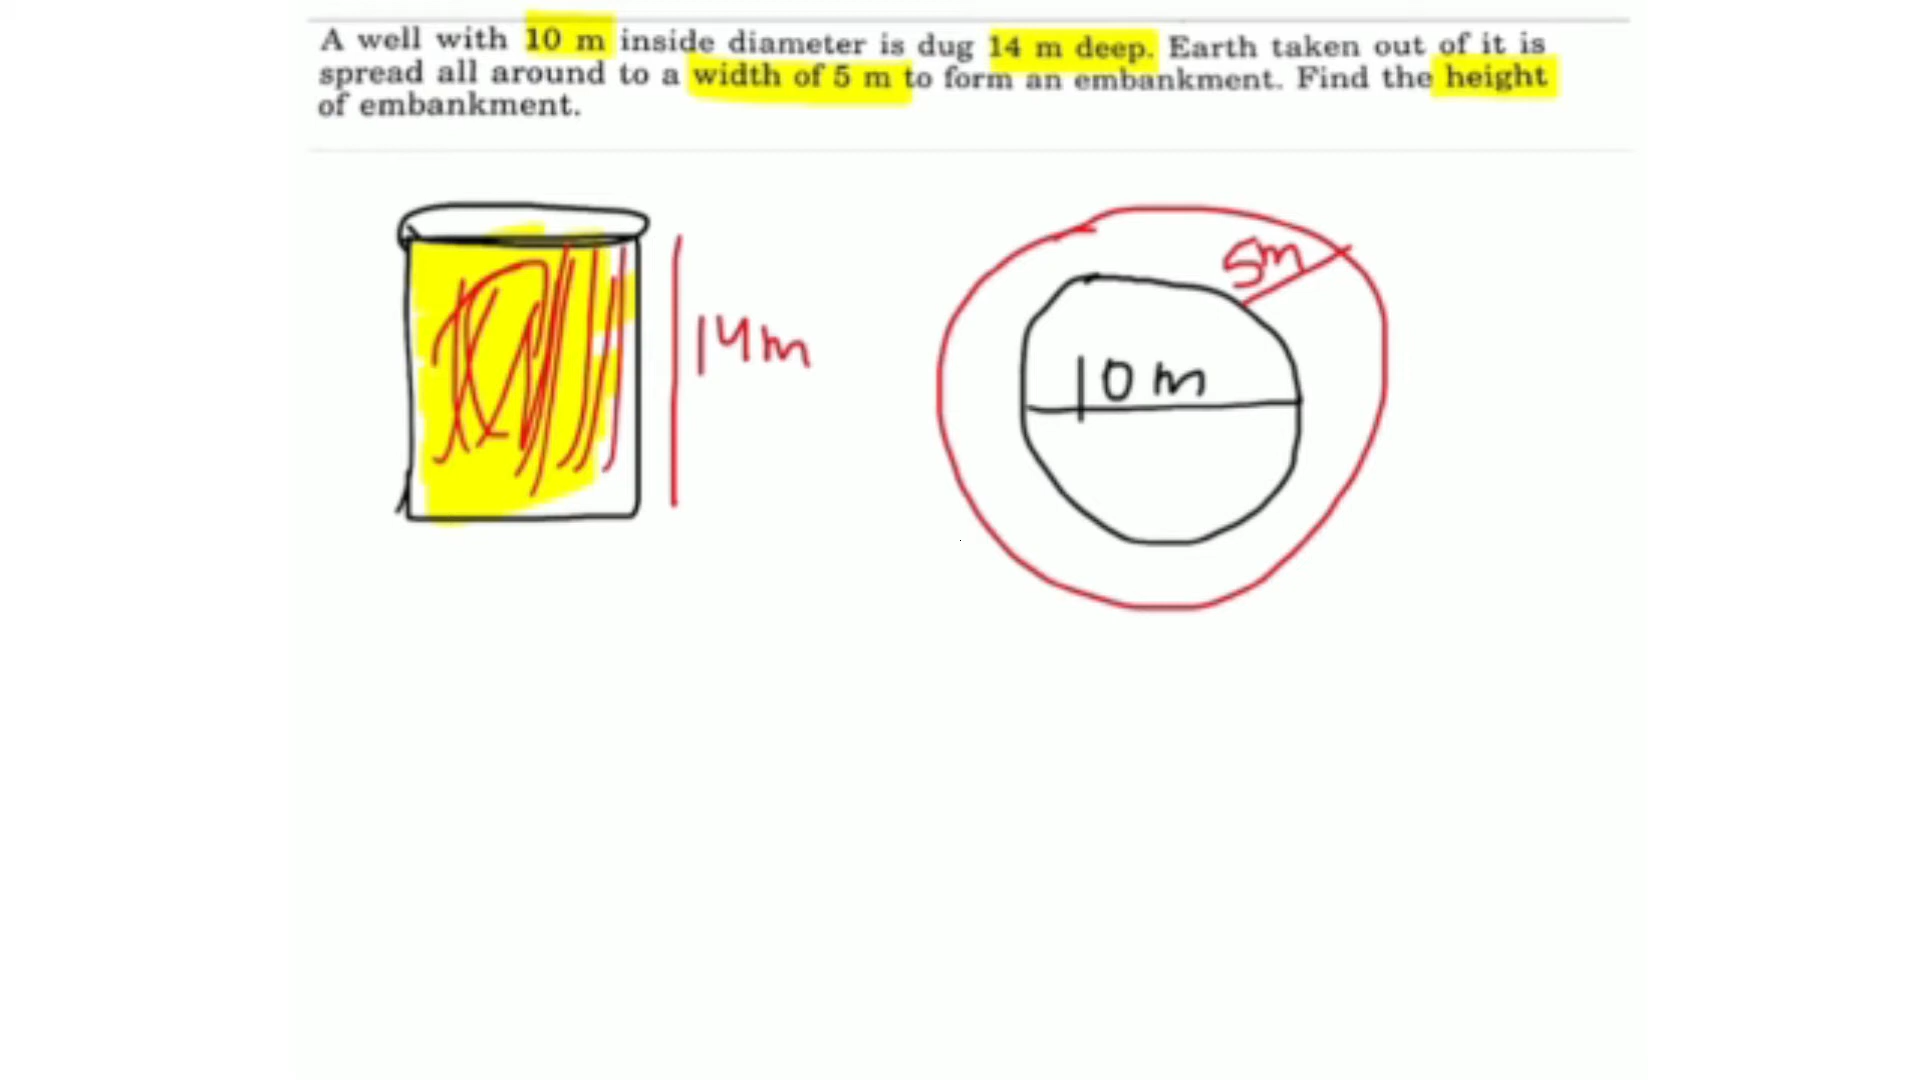 A well with 10 m inside diameter is dug 14 m deep. Earth taken out of it is
spread all around to a width of 5 m to form an embankment. Find the height
of embankment.
14m
5m
10 m